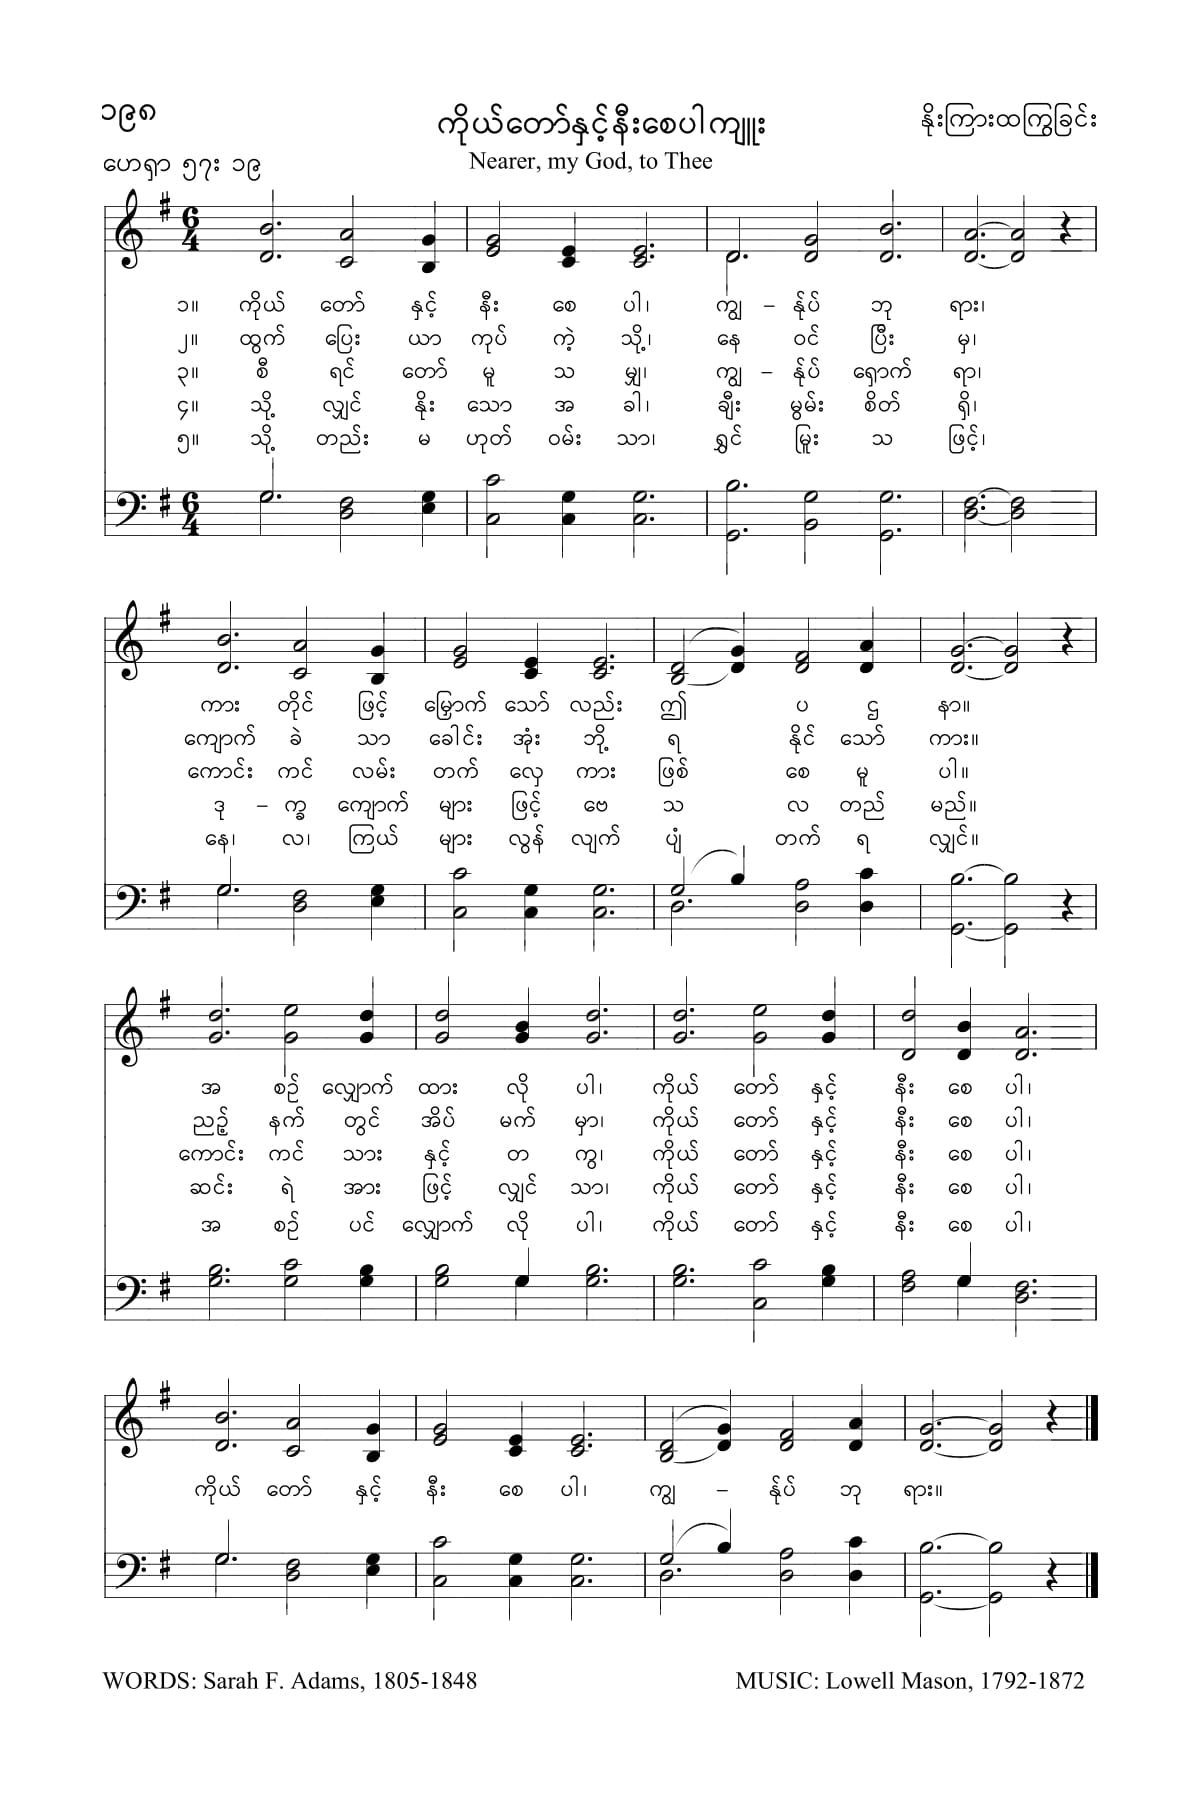 ၁၉၈
ကိုယ်တော်နှင့်နီးစေပါကျူး
နိုးကြားထကြွခြင်း
Nearer, my God, to Thee
ဟေရှာ ၅၇း ၁၉
၁။ ကိုယ် တော် နှင့် နီး စေ ပါ၊ ကျွ – န်ုပ် ဘု ရား၊
၂။ ထွက် ပြေး ယာ ကုပ် ကဲ့ သို့၊ နေ ဝင် ပြီး မှ၊
၃။ စီ ရင် တော် မူ သ မျှ၊ ကျွ – န်ုပ် ရှောက် ရာ၊
၄။ သို့ လျှင် နိုး သော အ ခါ၊ ချီး မွမ်း စိတ် ရှိ၊
၅။ သို့ တည်း မ ဟုတ် ဝမ်း သာ၊ ရွှင် မြူး သ ဖြင့်၊
ကား တိုင် ဖြင့် မြှောက် သော် လည်း ဤ ပ ဌ နာ။
ကျောက် ခဲ သာ ခေါင်း အုံး ဘို့ ရ နိုင် သော် ကား။
ကောင်း ကင် လမ်း တက် လှေ ကား ဖြစ် စေ မူ ပါ။
ဒု – က္ခ ကျောက် များ ဖြင့် ဗေ သ လ တည် မည်။
နေ၊ လ၊ ကြယ် များ လွန် လျက် ပျံ တက် ရ လျှင်။
အ စဉ် လျှောက် ထား လို ပါ၊ ကိုယ် တော် နှင့် နီး စေ ပါ၊
ညဉ့် နက် တွင် အိပ် မက် မှာ၊ ကိုယ် တော် နှင့် နီး စေ ပါ၊
ကောင်း ကင် သား နှင့် တ ကွ၊ ကိုယ် တော် နှင့် နီး စေ ပါ၊
ဆင်း ရဲ အား ဖြင့် လျှင် သာ၊ ကိုယ် တော် နှင့် နီး စေ ပါ၊
အ စဉ် ပင် လျှောက် လို ပါ၊ ကိုယ် တော် နှင့် နီး စေ ပါ၊
ကိုယ် တော် နှင့် နီး စေ ပါ၊ ကျွ – န်ုပ် ဘု ရား။
WORDS: Sarah F. Adams, 1805-1848
MUSIC: Lowell Mason, 1792-1872